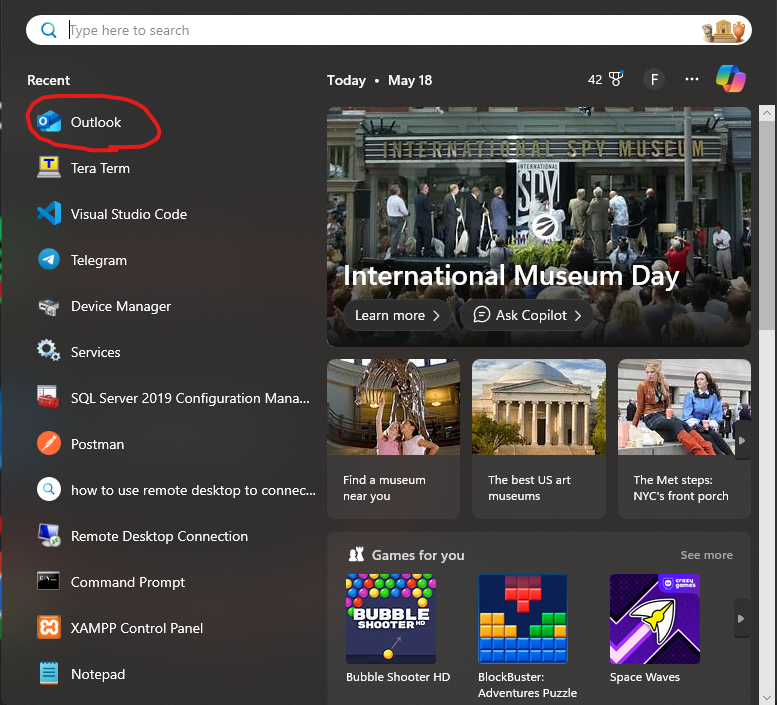 Type here to search
Recent
Outlook
Tera Term
Visual Studio Code
Telegram
Device Manager
Services
SQL Server 2019 Configuration Mana...
Postman
how to use remote desktop to connec...
Remote Desktop Connection
Command Prompt
XAMPP Control Panel
Notepad
Today • May 18
42
F
INTERNATIONAL SPY MUSEUM
INTERNATIONAL
SPY
International Museum Day
Learn more
Ask Copilot
Find a museum
near you
The best US art
museums
The Met steps:
NYC's front porch
Games for you
See more
BUBBLE
SHOOTER HD
Bubble Shooter HD
BlockBuster:
Adventures Puzzle
crazy
games
Space Waves